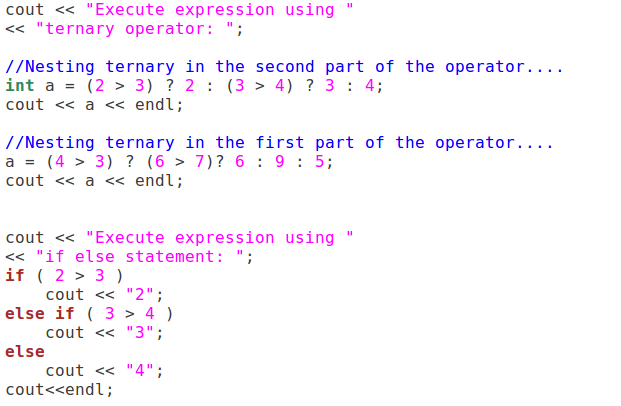 cout << "Execute expression using "
<< "ternary operator: ";
//Nesting ternary in the second part of the operator....
int a = (2 > 3) ? 2 : (3 > 4) ? 3 : 4;
cout << a << endl;
//Nesting ternary in the first part of the operator....
a = (4 > 3) ? (6 > 7)? 6 : 9 : 5;
cout << a << endl;
cout << "Execute expression using "
<< "if else statement: ";
if ( 2 > 3 )
    cout << "2";
else if ( 3 > 4 )
    cout << "3";
else
    cout << "4";
cout<<endl;